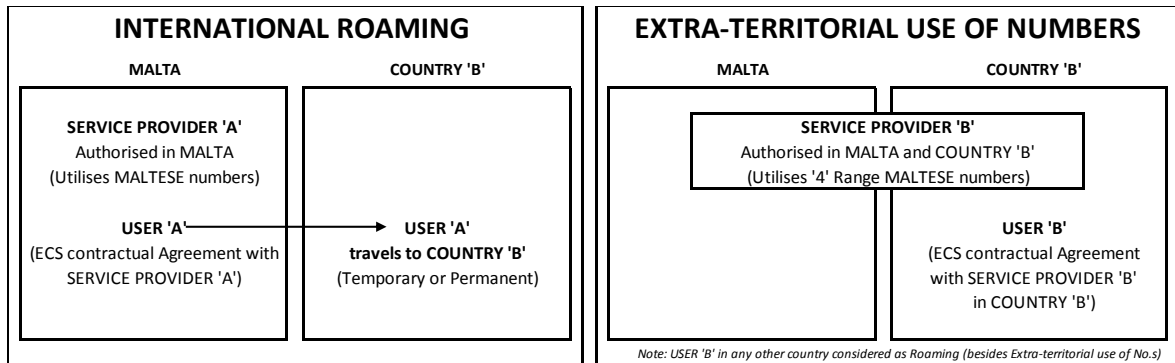 INTERNATIONAL ROAMING
MALTA
COUNTRY 'B'
SERVICE PROVIDER 'A'
Authorised in MALTA
(Utilises MALTESE numbers)
USER 'A'
(ECS contractual Agreement with
SERVICE PROVIDER 'A')
USER 'A'
travels to COUNTRY 'B'
(Temporary or Permanent)
EXTRA-TERRITORIAL USE OF NUMBERS
MALTA
COUNTRY 'B'
SERVICE PROVIDER 'B'
Authorised in MALTA and COUNTRY 'B'
(Utilises '4' Range MALTESE numbers)
USER 'B'
(ECS contractual Agreement
with SERVICE PROVIDER 'B'
in COUNTRY 'B')
Note: USER 'B' in any other country considered as Roaming (besides Extra-territorial use of No.s)